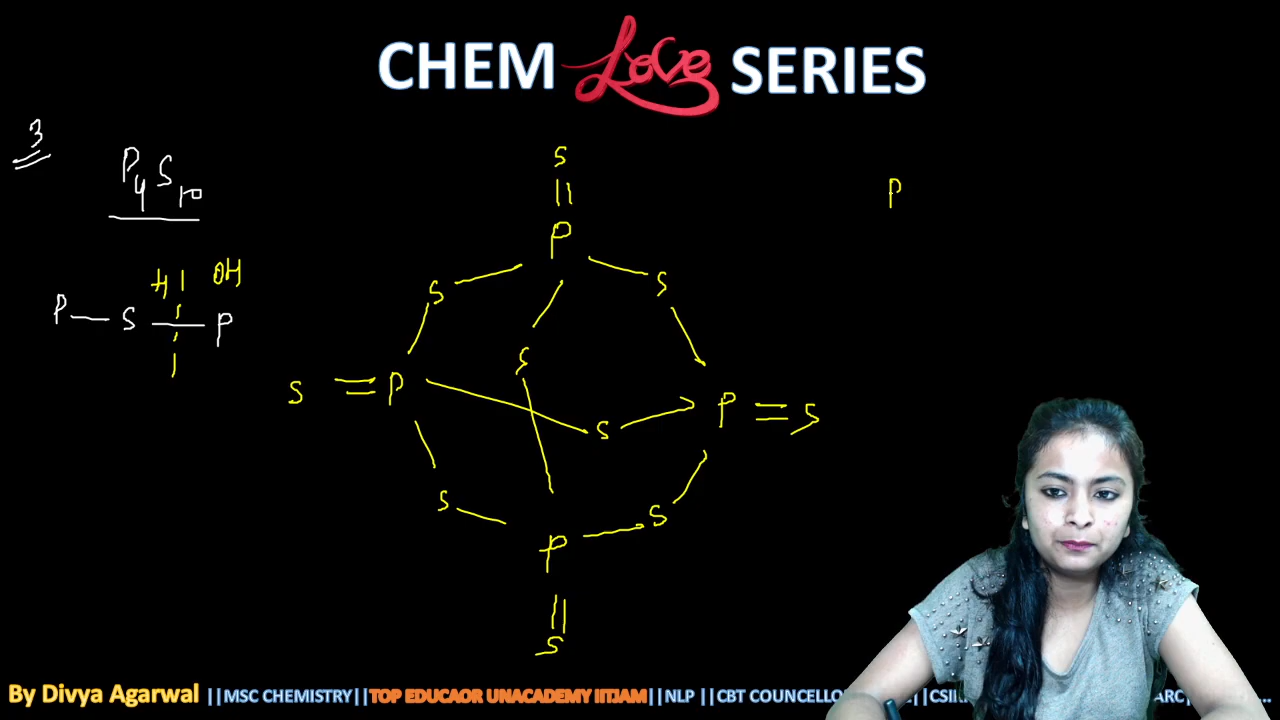 CHEM Love SERIES
3
P4S10
H OH
P — S — P
S
||
P
S S
S
S = P P = S
S
S S
P
||
S
P
By Divya Agarwal ||MSC CHEMISTRY||TOP EDUCAOR UNACADEMY IITJAM||NLP ||CBT COUNCELLO